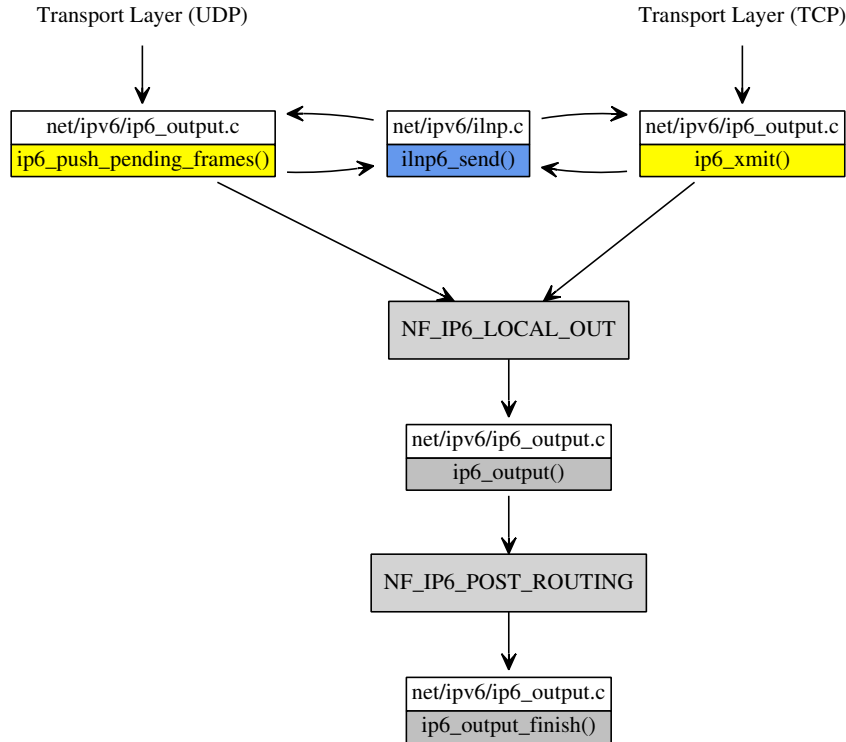 Transport Layer (UDP)
Transport Layer (TCP)
net/ipv6/ip6_output.c
net/ipv6/ilnp.c
net/ipv6/ip6_output.c
ip6_push_pending_frames()
ilnp6_send()
ip6_xmit()
NF_IP6_LOCAL_OUT
net/ipv6/ip6_output.c
ip6_output()
NF_IP6_POST_ROUTING
net/ipv6/ip6_output.c
ip6_output_finish()